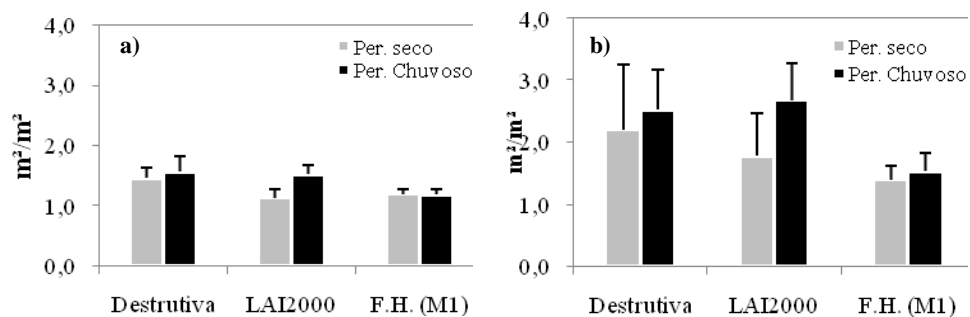 a)
4,0
3,0
2,0
1,0
0,0
m²/m²
Per. seco
Per. Chuvoso
Destrutiva LAI2000 F.H. (M1)
b)
4,0
3,0
2,0
1,0
0,0
m²/m²
Per. seco
Per. Chuvoso
Destrutiva LAI2000 F.H. (M1)